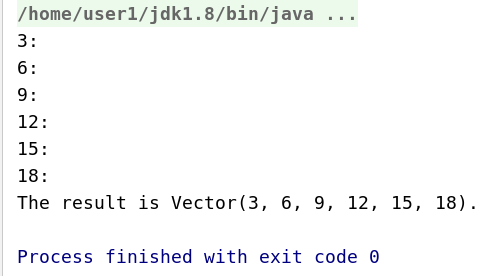 /home/user1/jdk1.8/bin/java ...
3:
6:
9:
12:
15:
18:
The result is Vector(3, 6, 9, 12, 15, 18).
Process finished with exit code 0